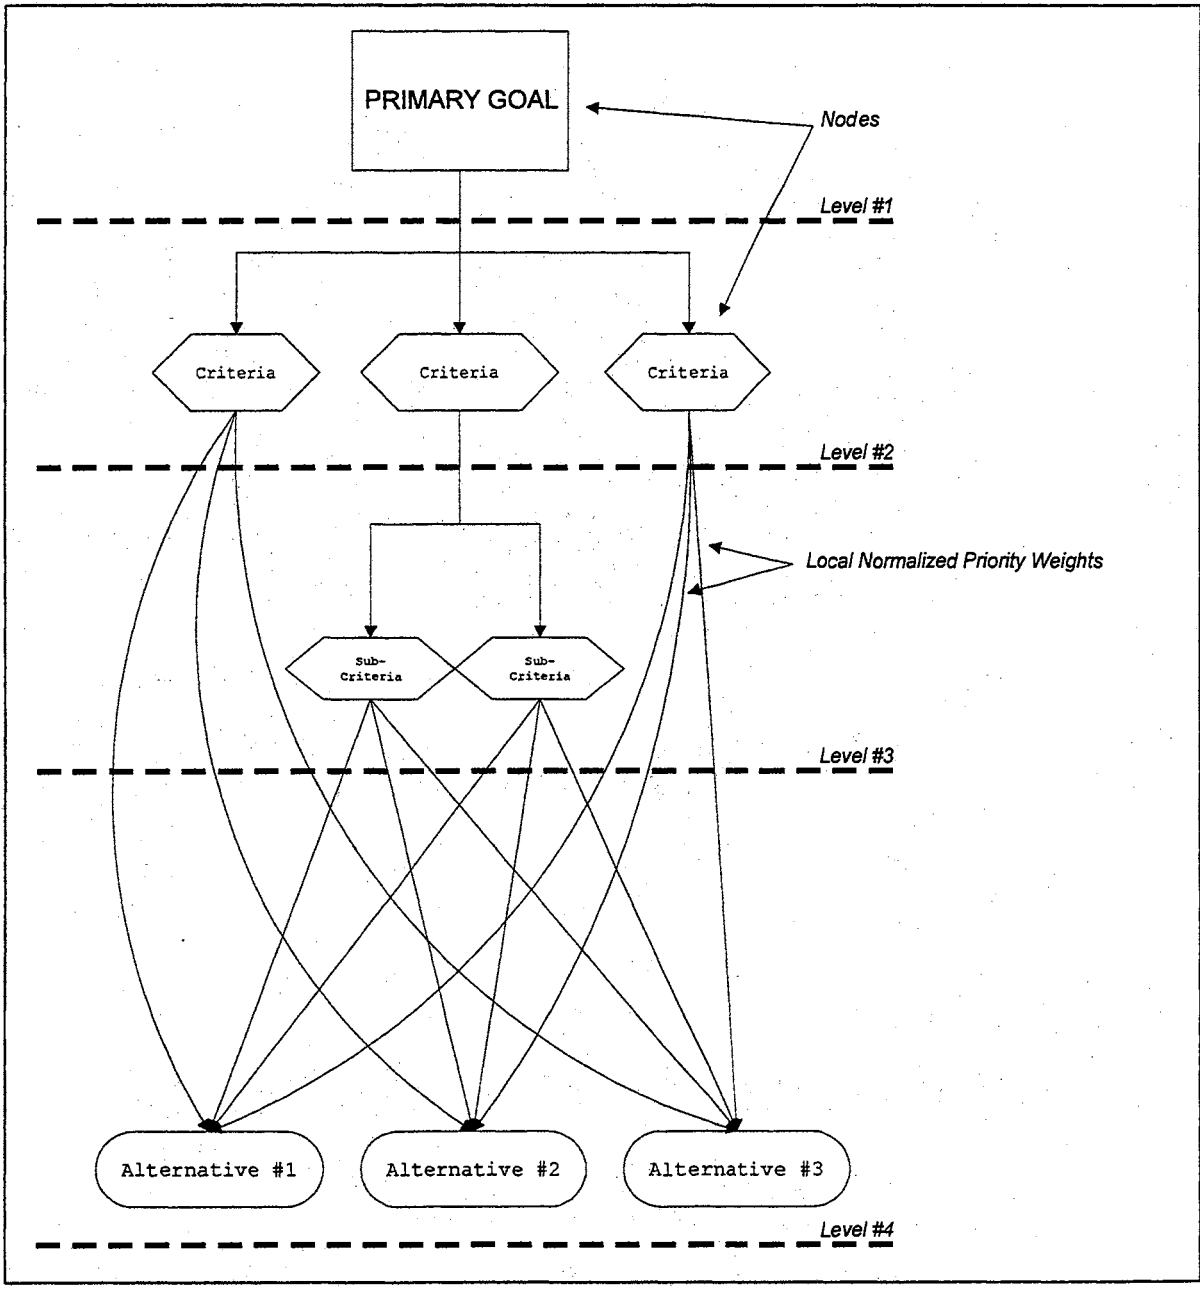 PRIMARY GOAL
Nodes
Level #1
Criteria
Criteria
Criteria
Level #2
Local Normalized Priority Weights
Sub-
Criteria
Sub-
Criteria
Level #3
Alternative #1
Alternative #2
Alternative #3
Level #4